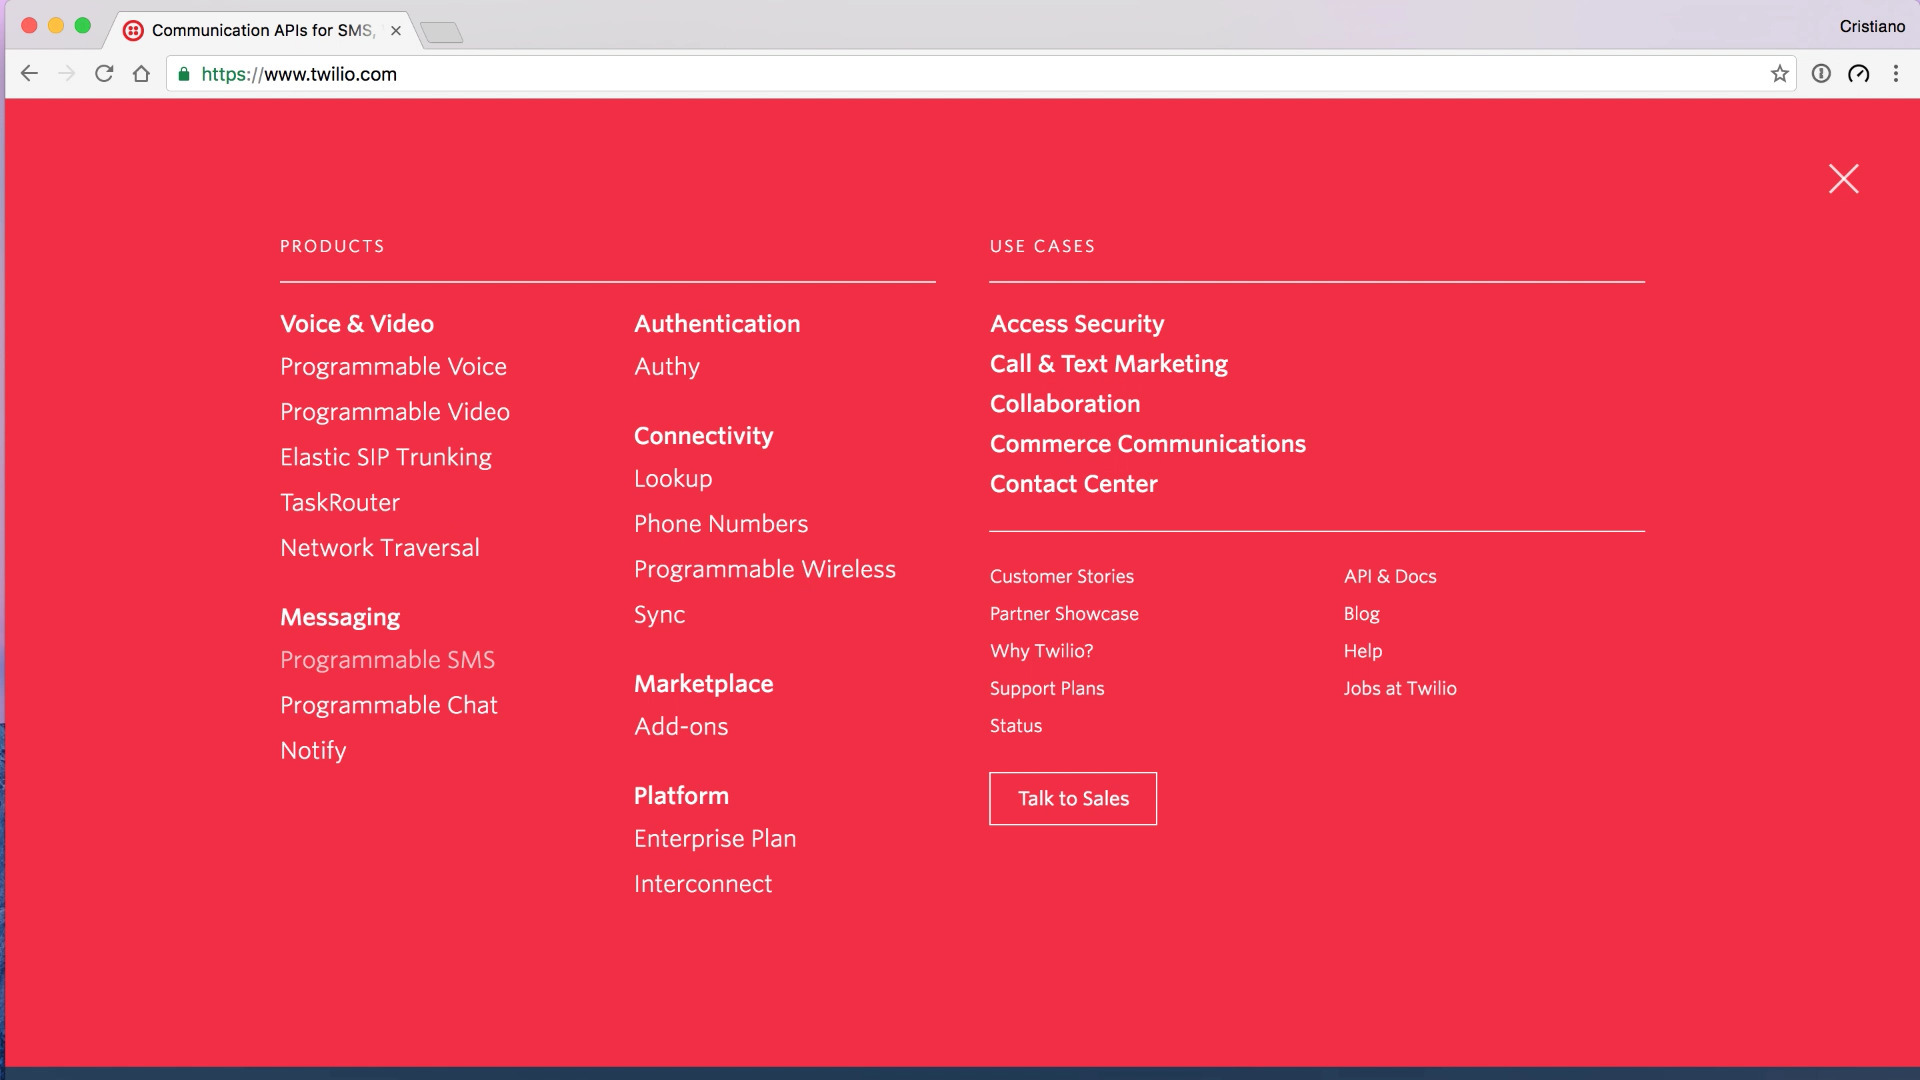 Communication APIs for SMS,
Cristiano
https://www.twilio.com
PRODUCTS
Voice & Video
Programmable Voice
Programmable Video
Elastic SIP Trunking
TaskRouter
Network Traversal
Messaging
Programmable SMS
Programmable Chat
Notify
Authentication
Authy
Connectivity
Lookup
Phone Numbers
Programmable Wireless
Sync
Marketplace
Add-ons
Platform
Enterprise Plan
Interconnect
USE CASES
Access Security
Call & Text Marketing
Collaboration
Commerce Communications
Contact Center
Customer Stories
Partner Showcase
Why Twilio?
Support Plans
Status
API & Docs
Blog
Help
Jobs at Twilio
Talk to Sales